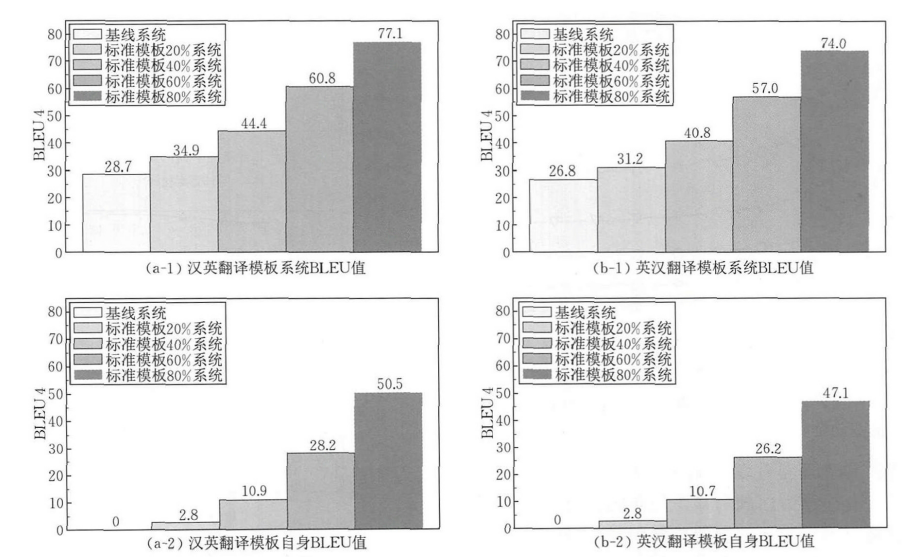 BLEU 4
80
70
60
50
40
30
20
10
0
基线系统
标准模板20%系统
标准模板40%系统
标准模板60%系统
标准模板80%系统
28.7
34.9
44.4
60.8
77.1
(a-1) 汉英翻译模板系统BLEU值
BLEU 4
80
70
60
50
40
30
20
10
0
基线系统
标准模板20%系统
标准模板40%系统
标准模板60%系统
标准模板80%系统
26.8
31.2
40.8
57.0
74.0
(b-1) 英汉翻译模板系统BLEU值
BLEU 4
80
70
60
50
40
30
20
10
0
基线系统
标准模板20%系统
标准模板40%系统
标准模板60%系统
标准模板80%系统
0
2.8
10.9
28.2
50.5
(a-2) 汉英翻译模板自身BLEU值
BLEU 4
80
70
60
50
40
30
20
10
0
基线系统
标准模板20%系统
标准模板40%系统
标准模板60%系统
标准模板80%系统
0
2.8
10.7
26.2
47.1
(b-2) 英汉翻译模板自身BLEU值